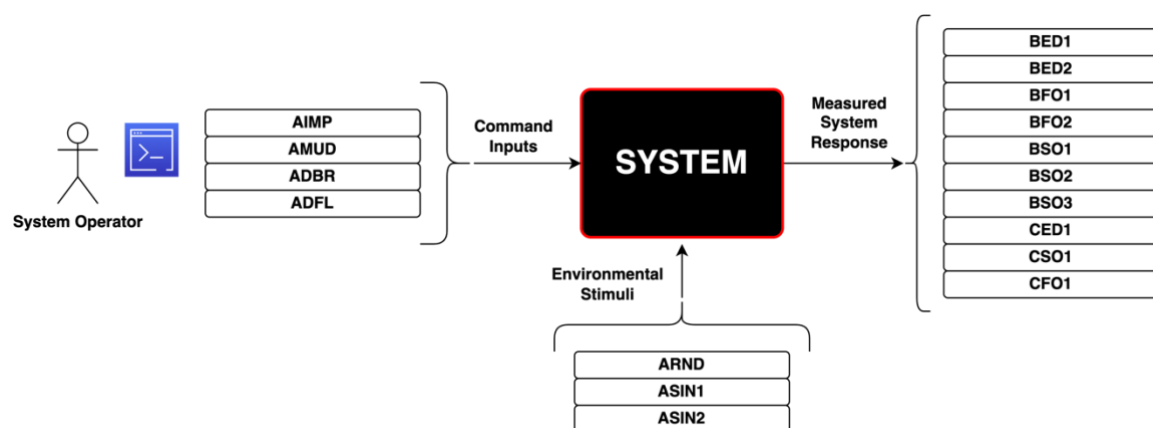 System Operator
AIMP
AMUD
ADBR
ADFL
Command
Inputs
SYSTEM
Measured
System
Response
BED1
BED2
BFO1
BFO2
BSO1
BSO2
BSO3
CED1
CSO1
CFO1
Environmental
Stimuli
ARND
ASIN1
ASIN2